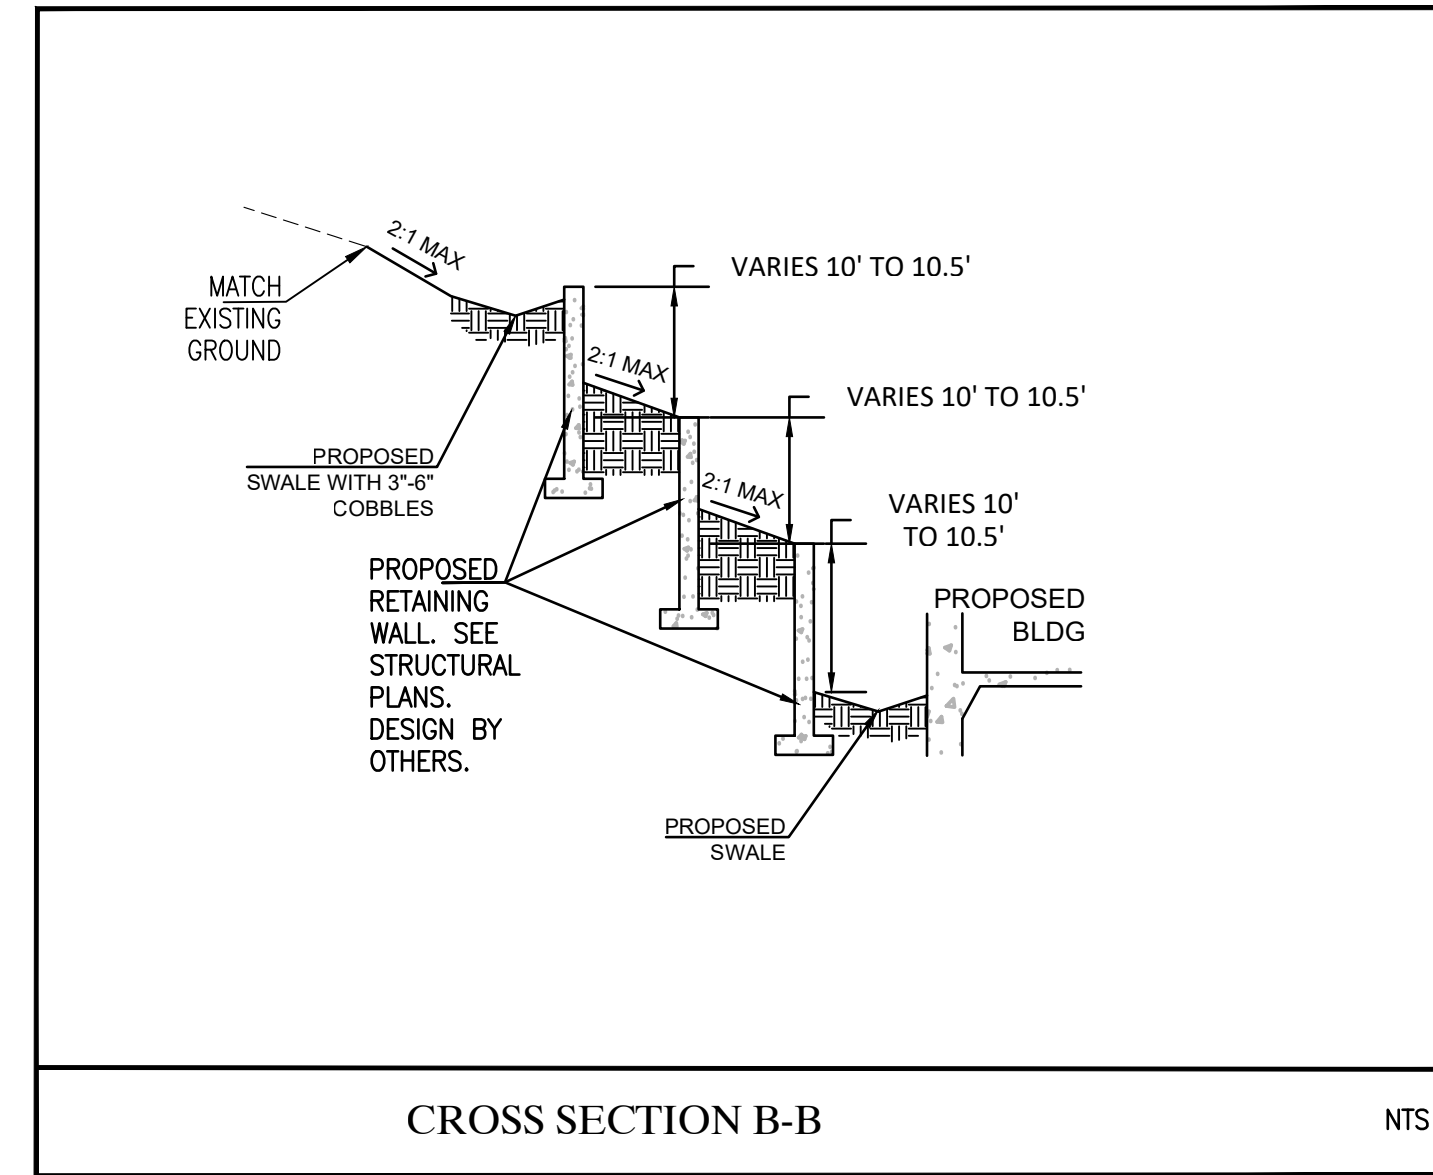 2:1 MAX
MATCH
EXISTING
GROUND
VARIES 10' TO 10.5'
2:1 MAX
VARIES 10' TO 10.5'
PROPOSED
SWALE WITH 3"-6"
COBBLES
2:1 MAX
VARIES 10'
TO 10.5'
PROPOSED
RETAINING
WALL. SEE
STRUCTURAL
PLANS.
DESIGN BY
OTHERS.
PROPOSED
BLDG
PROPOSED
SWALE
CROSS SECTION B-B
NTS